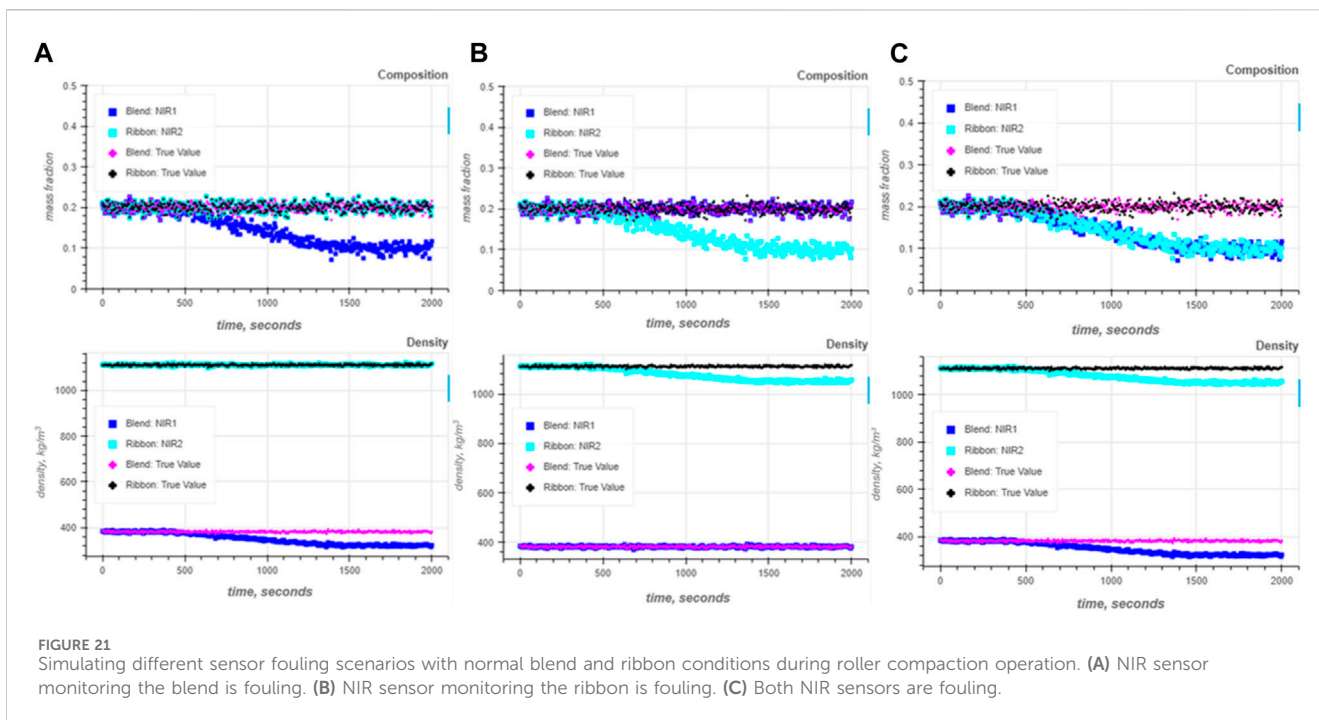 A
Composition
0.5
0.4
0.3
0.2
0.1
0
mass fraction
Blend: NIR1
Ribbon: NIR2
Blend: True Value
Ribbon: True Value
0 500 1000 1500 2000
time, seconds
Density
1000
800
600
400
density, kg/m³
Blend: NIR1
Ribbon: NIR2
Blend: True Value
Ribbon: True Value
0 500 1000 1500 2000
time, seconds
B
Composition
0.5
0.4
0.3
0.2
0.1
0
mass fraction
Blend: NIR1
Ribbon: NIR2
Blend: True Value
Ribbon: True Value
0 500 1000 1500 2000
time, seconds
Density
1000
800
600
400
density, kg/m³
Blend: NIR1
Ribbon: NIR2
Blend: True Value
Ribbon: True Value
0 500 1000 1500 2000
time, seconds
C
Composition
0.5
0.4
0.3
0.2
0.1
0
mass fraction
Blend: NIR1
Ribbon: NIR2
Blend: True Value
Ribbon: True Value
0 500 1000 1500 2000
time, seconds
Density
1000
800
600
400
density, kg/m³
Blend: NIR1
Ribbon: NIR2
Blend: True Value
Ribbon: True Value
0 500 1000 1500 2000
time, seconds
FIGURE 21
Simulating different sensor fouling scenarios with normal blend and ribbon conditions during roller compaction operation. (A) NIR sensor
monitoring the blend is fouling. (B) NIR sensor monitoring the ribbon is fouling. (C) Both NIR sensors are fouling.